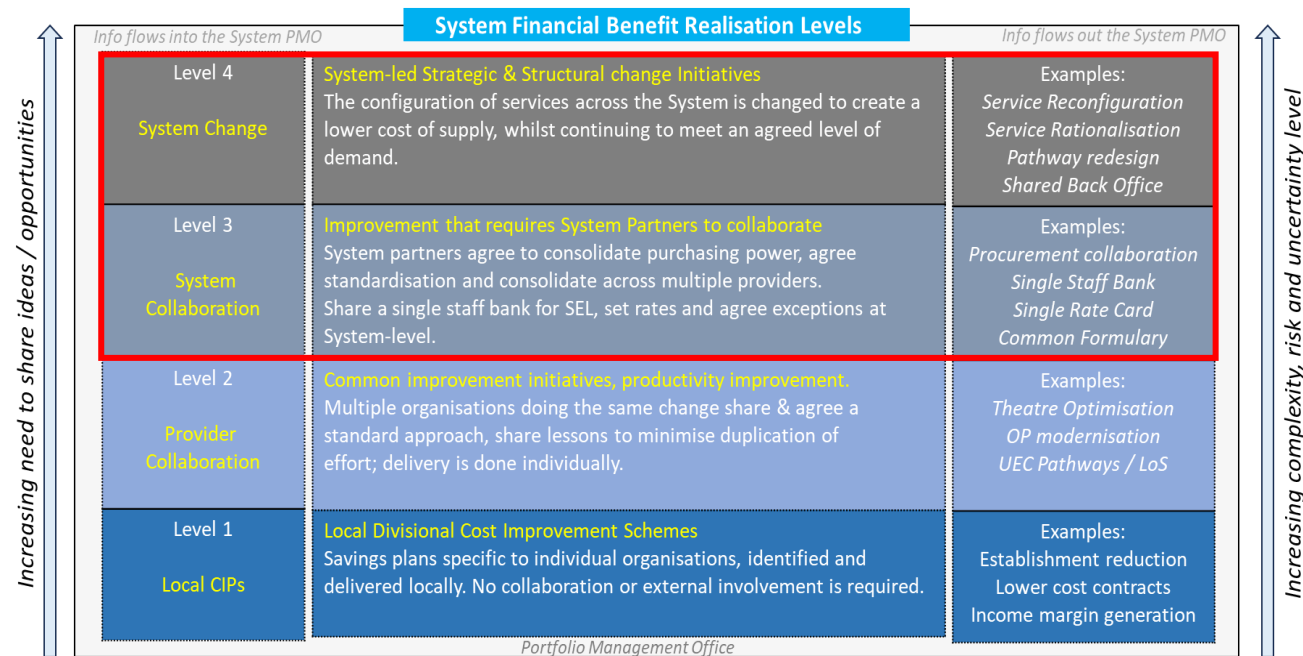 System Financial Benefit Realisation Levels
Info flows into the System PMO
Info flows out the System PMO
Increasing need to share ideas / opportunities
Level 4
System Change
System-led Strategic & Structural change Initiatives
The configuration of services across the System is changed to create a
lower cost of supply, whilst continuing to meet an agreed level of
demand.
Examples:
Service Reconfiguration
Service Rationalisation
Pathway redesign
Shared Back Office
Level 3
System
Collaboration
Improvement that requires System Partners to collaborate
System partners agree to consolidate purchasing power, agree
standardisation and consolidate across multiple providers.
Share a single staff bank for SEL, set rates and agree exceptions at
System-level.
Examples:
Procurement collaboration
Single Staff Bank
Single Rate Card
Common Formulary
Level 2
Provider
Collaboration
Common improvement initiatives, productivity improvement.
Multiple organisations doing the same change share & agree a
standard approach, share lessons to minimise duplication of
effort; delivery is done individually.
Examples:
Theatre Optimisation
OP modernisation
UEC Pathways / LoS
Level 1
Local CIPs
Local Divisional Cost Improvement Schemes
Savings plans specific to individual organisations, identified and
delivered locally. No collaboration or external involvement is required.
Examples:
Establishment reduction
Lower cost contracts
Income margin generation
Increasing complexity, risk and uncertainty level
Portfolio Management Office